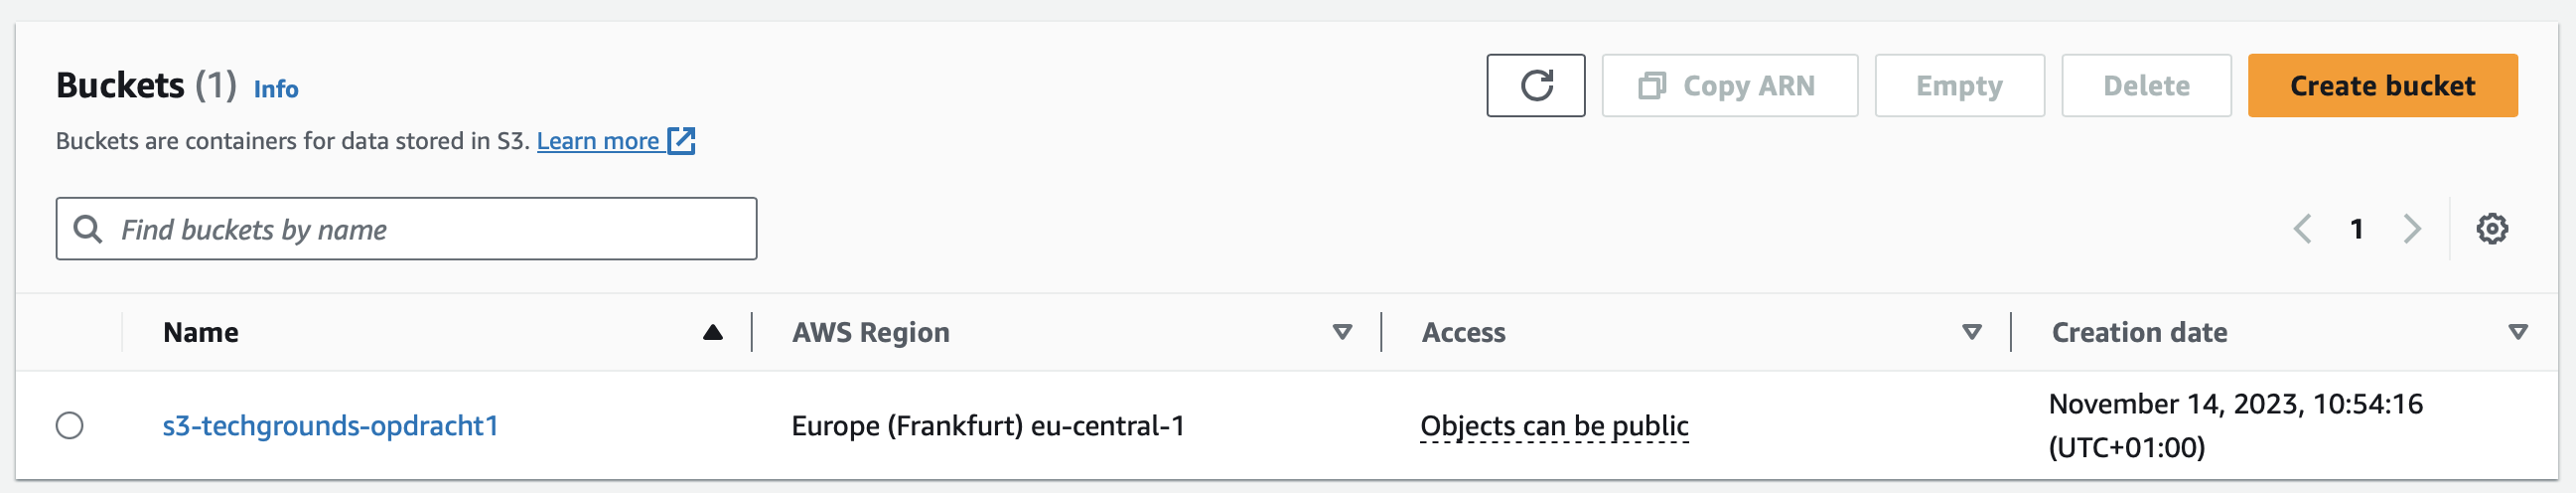 Buckets (1) Info
Copy ARN
Empty
Delete
Create bucket
Buckets are containers for data stored in S3. Learn more
Find buckets by name
1
Name
AWS Region
Access
Creation date
s3-techgrounds-opdracht1
Europe (Frankfurt) eu-central-1
Objects can be public
November 14, 2023, 10:54:16
(UTC+01:00)